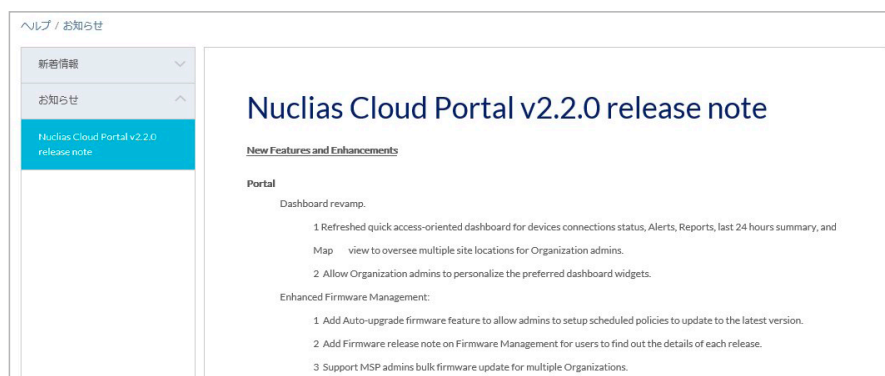 ヘルプ / お知らせ
新着情報
お知らせ
Nuclias Cloud Portal v2.2.0
release note
Nuclias Cloud Portal v2.2.0 release note
New Features and Enhancements
Portal
Dashboard revamp.
1 Refreshed quick access-oriented dashboard for devices connections status, Alerts, Reports, last 24 hours summary, and
Map view to oversee multiple site locations for Organization admins.
2 Allow Organization admins to personalize the preferred dashboard widgets.
Enhanced Firmware Management:
1 Add Auto-upgrade firmware feature to allow admins to setup scheduled policies to update to the latest version.
2 Add Firmware release note on Firmware Management for users to find out the details of each release.
3 Support MSP admins bulk firmware update for multiple Organizations.